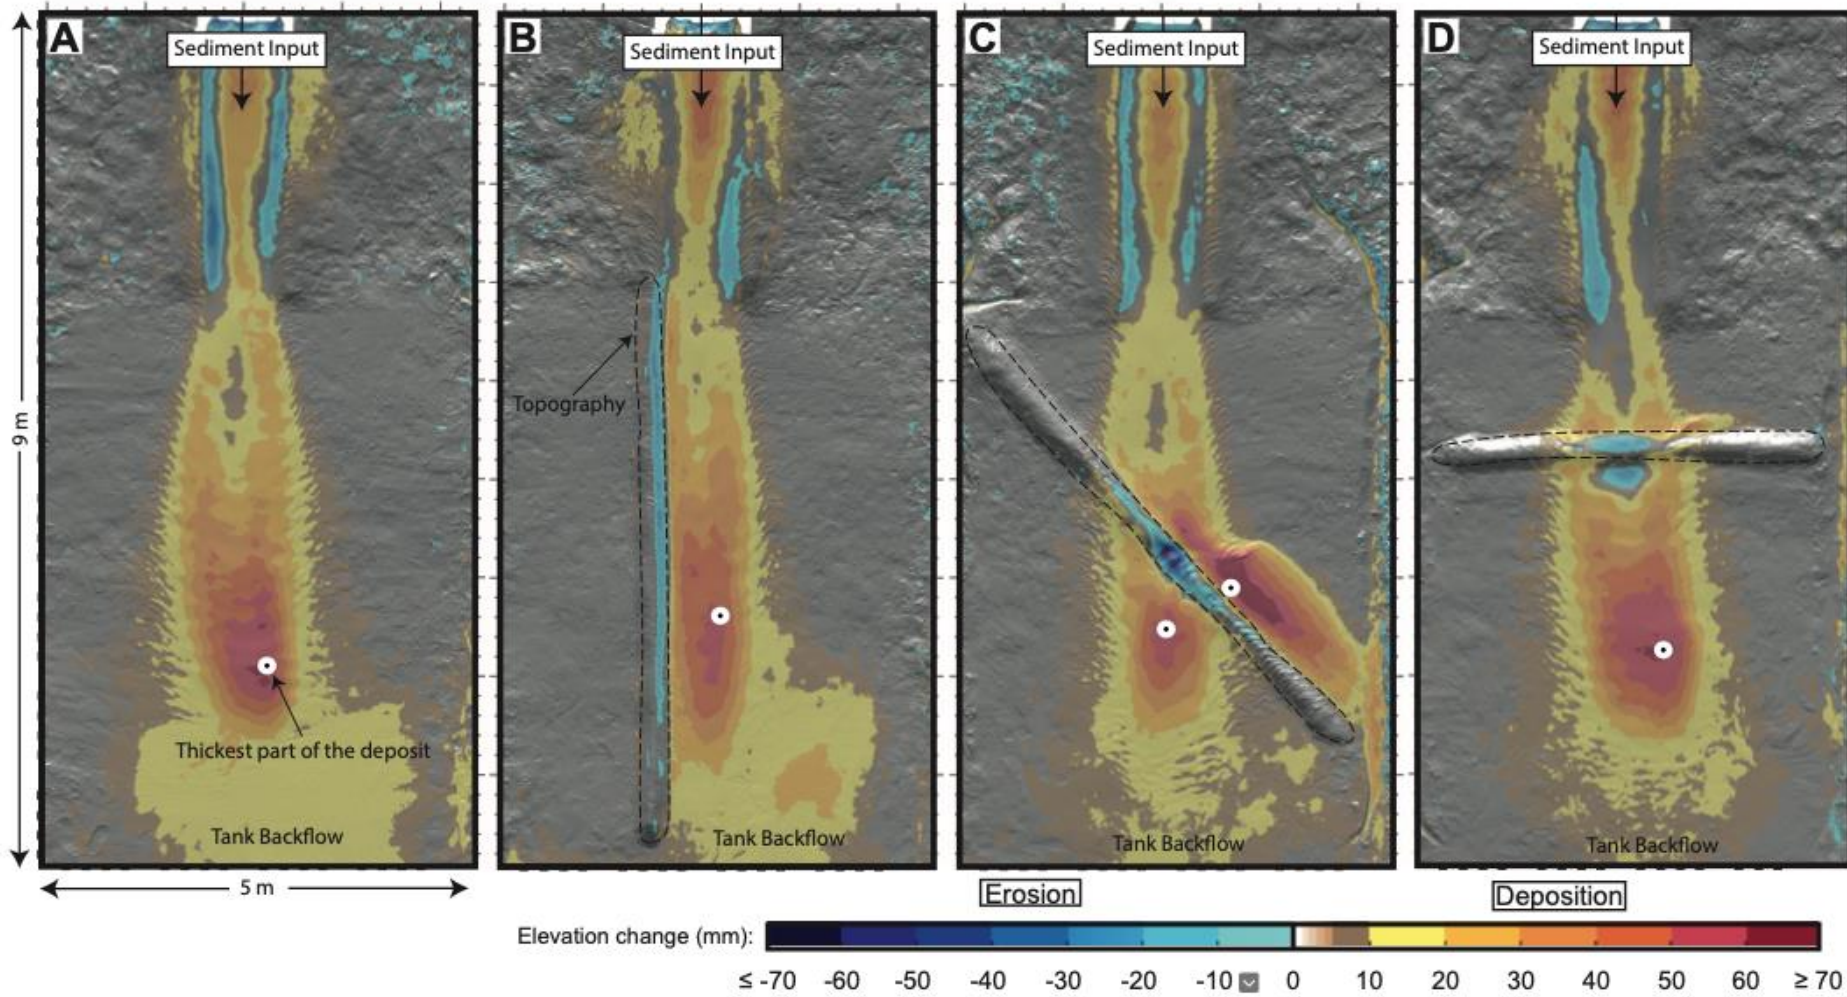 A
Sediment Input
B
Sediment Input
C
Sediment Input
D
Sediment Input
9 m
Topography
Thickest part of the deposit
Tank Backflow
Tank Backflow
Tank Backflow
Tank Backflow
5 m
Erosion
Deposition
Elevation change (mm):
≤ -70 -60 -50 -40 -30 -20 -10 0 10 20 30 40 50 60 ≥ 70